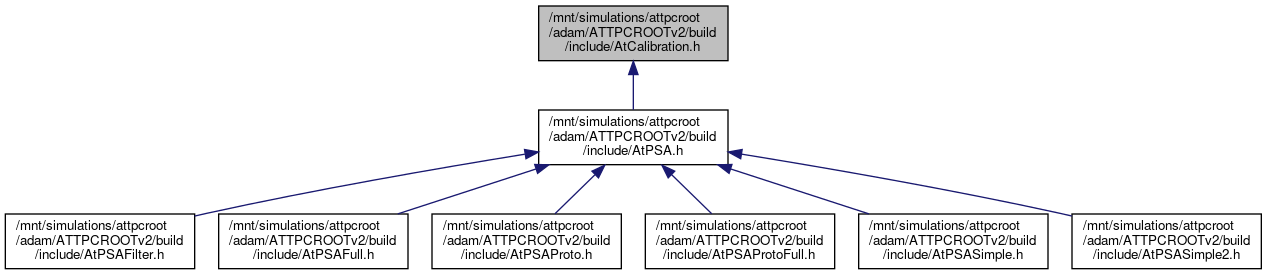 /mnt/simulations/attpcroot
/adam/ATTPCROOTv2/build
/include/AtCalibration.h
/mnt/simulations/attpcroot
/adam/ATTPCROOTv2/build
/include/AtPSA.h
/mnt/simulations/attpcroot
/adam/ATTPCROOTv2/build
/include/AtPSAFilter.h
/mnt/simulations/attpcroot
/adam/ATTPCROOTv2/build
/include/AtPSAFull.h
/mnt/simulations/attpcroot
/adam/ATTPCROOTv2/build
/include/AtPSAProto.h
/mnt/simulations/attpcroot
/adam/ATTPCROOTv2/build
/include/AtPSAProtoFull.h
/mnt/simulations/attpcroot
/adam/ATTPCROOTv2/build
/include/AtPSASimple.h
/mnt/simulations/attpcroot
/adam/ATTPCROOTv2/build
/include/AtPSASimple2.h